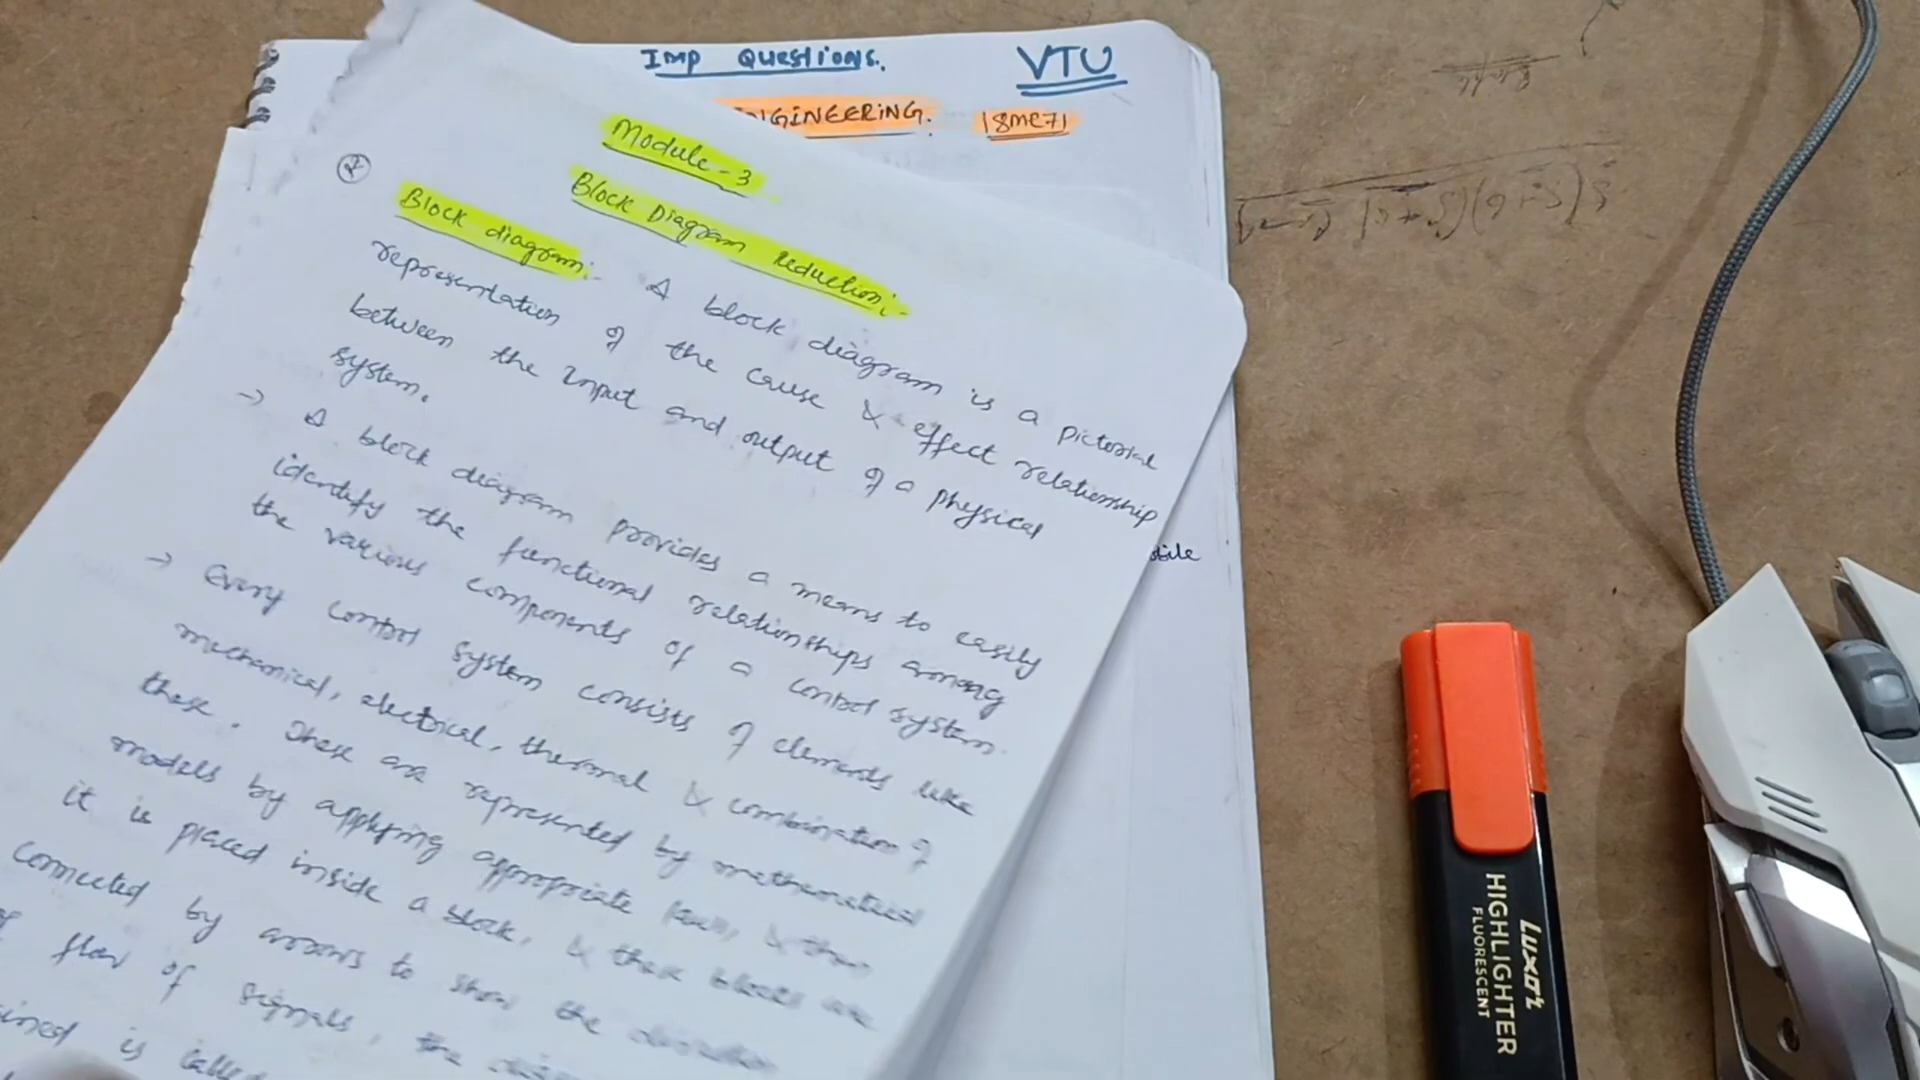 Imp Questions.
VTU
GINEERING.
18ME71
Module-3
Block Diagram reduction:-
Block diagram:- A block diagram is a pictorial
representation of the cause & effect relationship
between the input and output of a physical
system.
→ A block diagram provides a means to easily
identify the functional relationships among
the various components of a control system.
→ Every control system consists of elements like
mechanical, electrical, thermal & combination of
these. These are represented by mathematical
models by applying appropriate laws, & then
it is placed inside a block, & these blocks are
connected by arrows to show the direction
of flow of signals, the
is called
Luxor
HIGHLIGHTER
FLUORESCENT